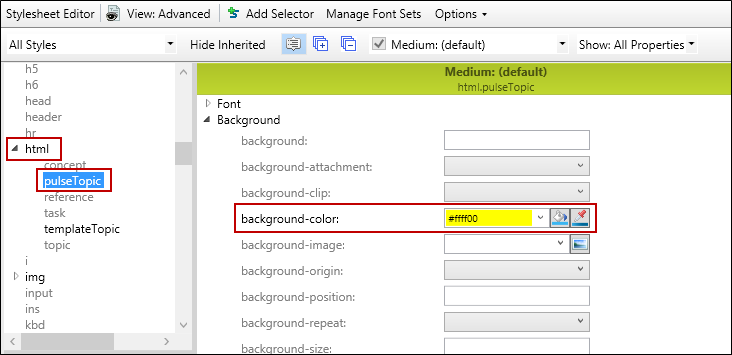 Stylesheet Editor View: Advanced Add Selector Manage Font Sets Options
All Styles Hide Inherited Medium: (default) Show: All Properties
h5
h6
head
header
hr
html
concept
pulseTopic
reference
task
templateTopic
topic
i
img
input
ins
kbd
Medium: (default)
html.pulseTopic
Font
Background
background:
background-attachment:
background-clip:
background-color: #ffff00
background-image:
background-origin:
background-position:
background-repeat:
background-size: